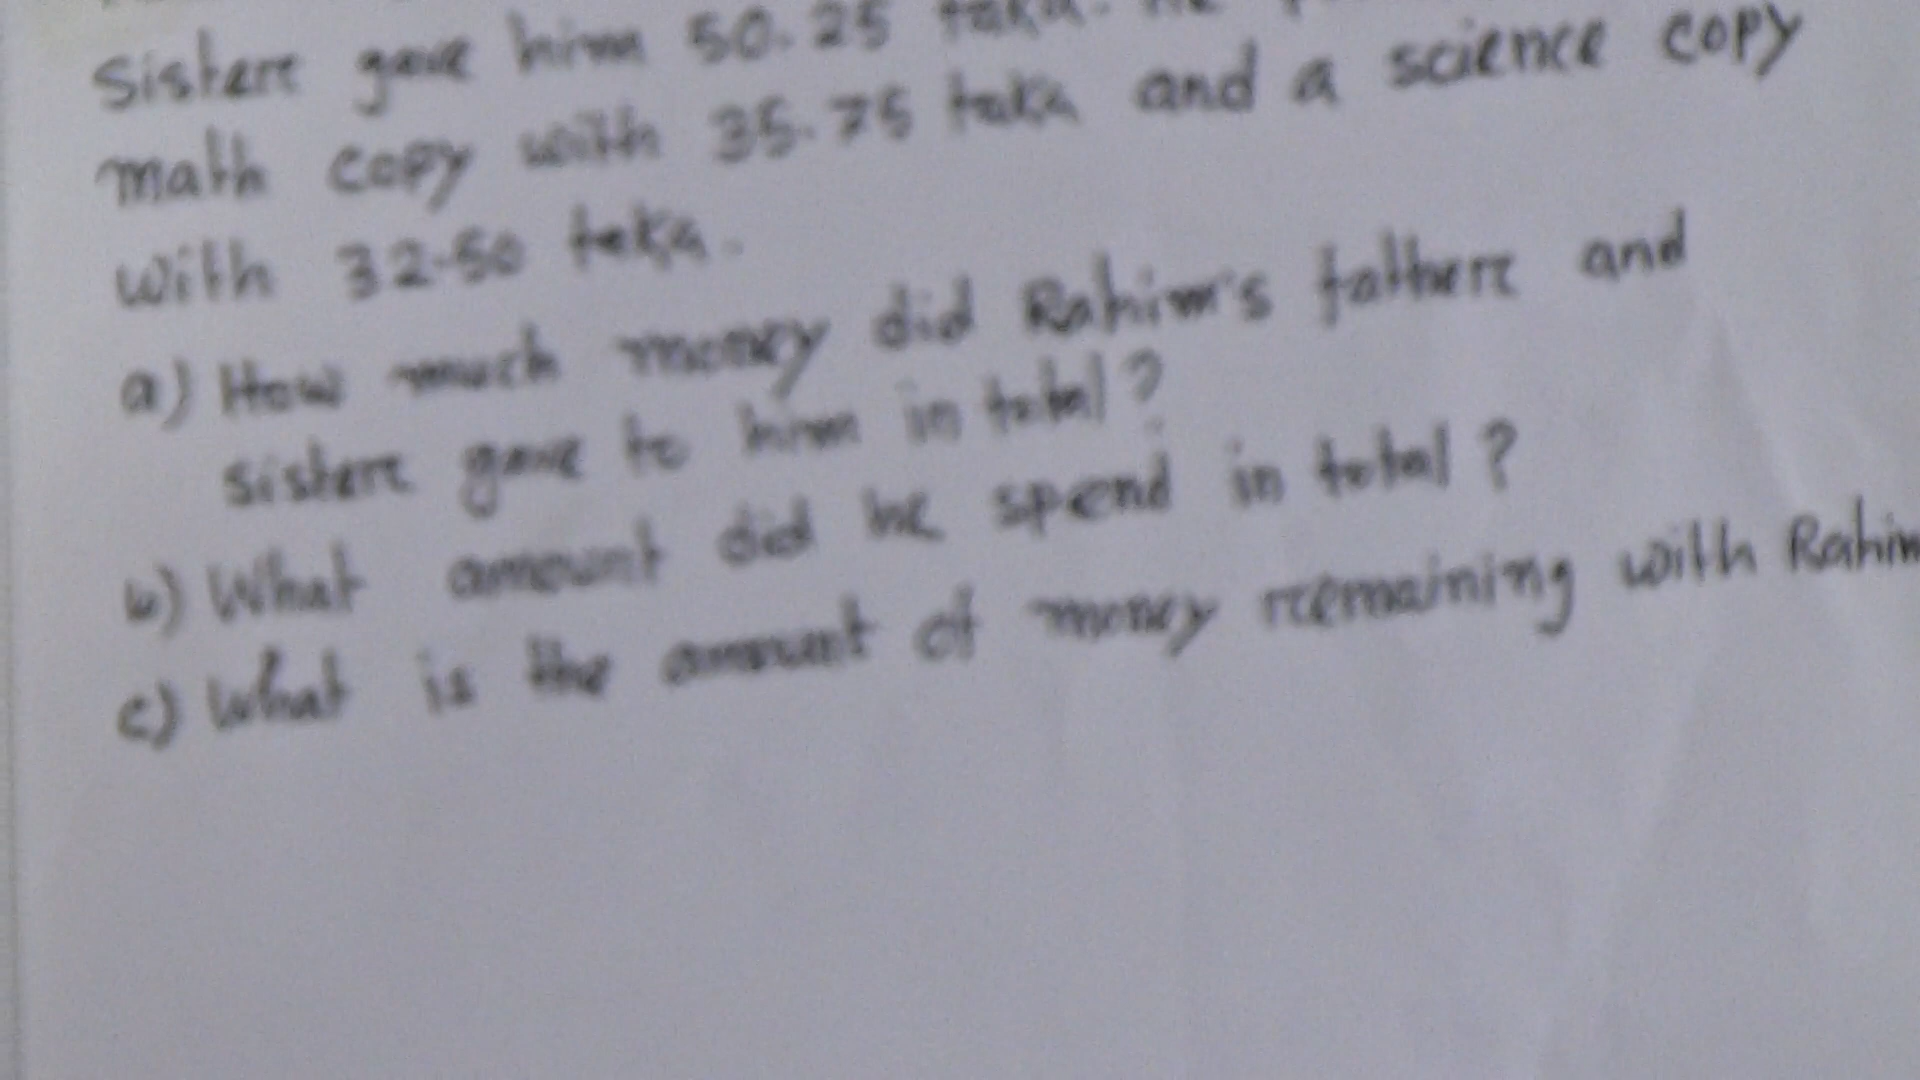 Sister gave him 50.25 taka. He
math copy with 35.75 taka and a science copy
with 32.50 taka.
a) How much money did Rahim's father and
sister gave to him in total?
b) What amount did he spend in total?
c) What is the amount of money remaining with Rahim